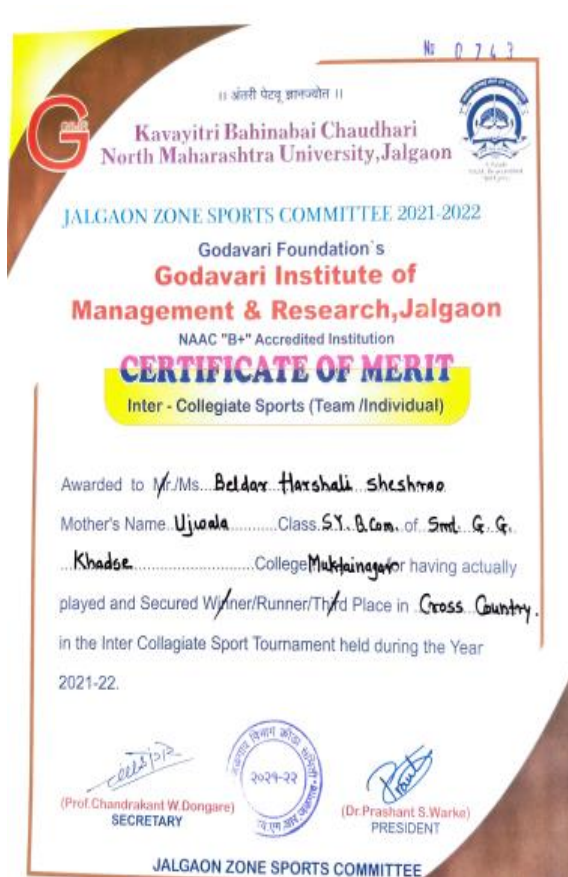 № 0743
॥ अंतरी पेटवू ज्ञानज्योत ॥
G
Kavayitri Bahinabai Chaudhari
North Maharashtra University,Jalgaon
JALGAON ZONE SPORTS COMMITTEE 2021-2022
Godavari Foundation`s
Godavari Institute of
Management & Research,Jalgaon
NAAC "B+" Accredited Institution
CERTIFICATE OF MERIT
Inter - Collegiate Sports (Team /Individual)
Awarded to Mr./Ms...Beldar Harshali Sheshrao
Mother's Name Ujwala..........Class.S.Y. B.Com. of Smt. G. G.
...Khadse......................College Muktainagar for having actually
played and Secured Winner/Runner/Third Place in .Cross Country.
in the Inter Collagiate Sport Tournament held during the Year
2021-22.
जळगाव विभाग क्रीडा समिती
२०२१-२२
(Prof.Chandrakant W.Dongare)
SECRETARY
(Dr.Prashant S.Warke)
PRESIDENT
JALGAON ZONE SPORTS COMMITTEE